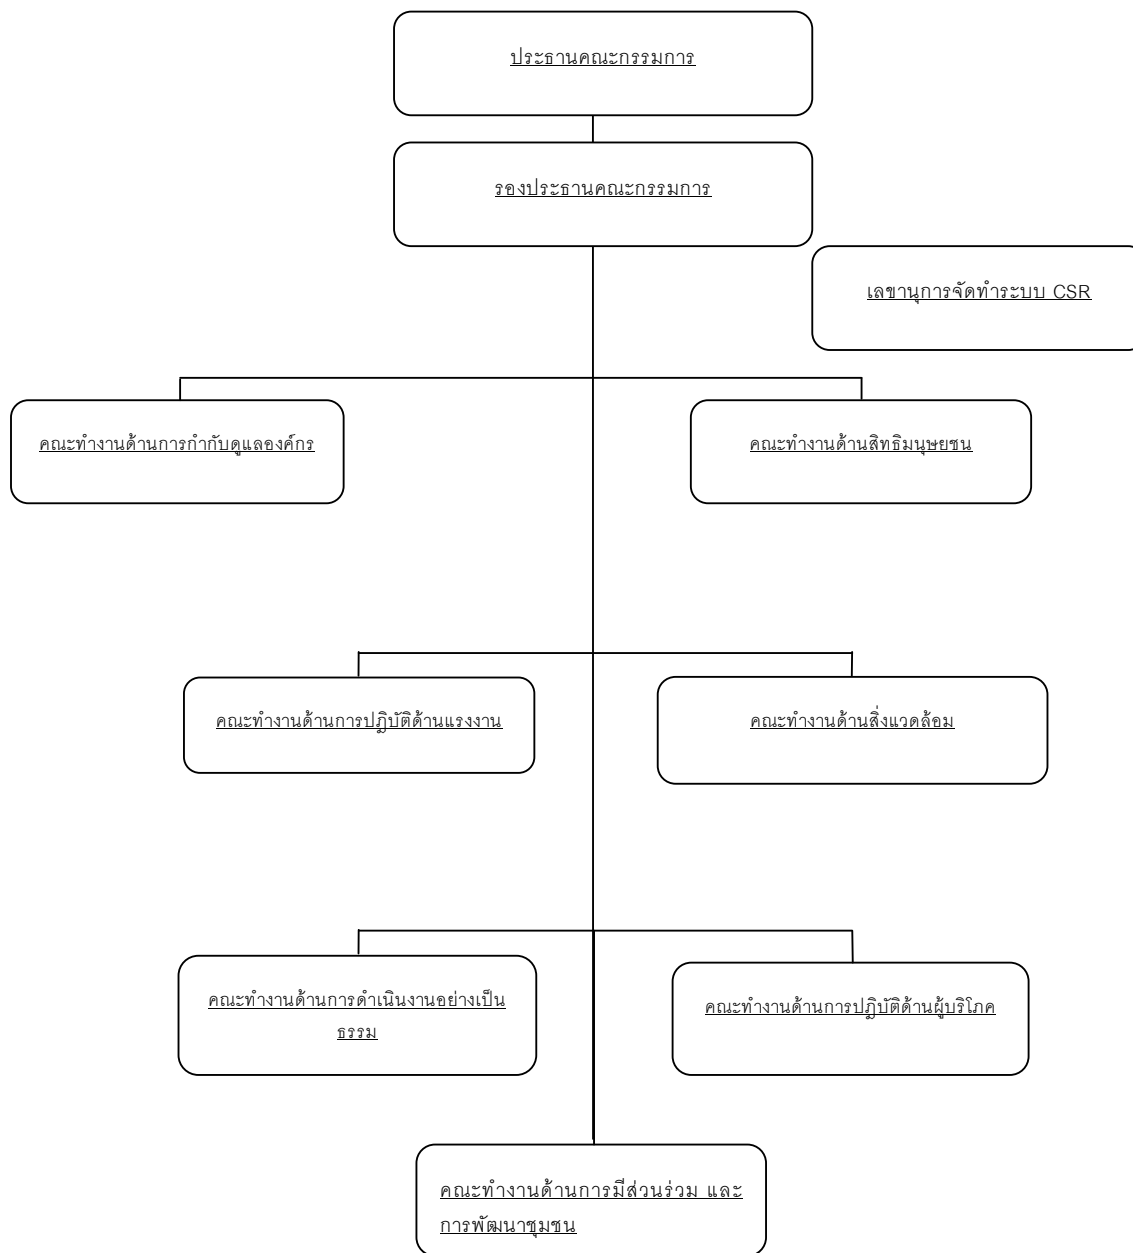 ประธานคณะกรรมการ
รองประธานคณะกรรมการ
เลขานุการจัดทำระบบ CSR
คณะทำงานด้านการกำกับดูแลองค์กร
คณะทำงานด้านสิทธิมนุษยชน
คณะทำงานด้านการปฏิบัติด้านแรงงาน
คณะทำงานด้านสิ่งแวดล้อม
คณะทำงานด้านการดำเนินงานอย่างเป็น
ธรรม
คณะทำงานด้านการปฏิบัติด้านผู้บริโภค
คณะทำงานด้านการมีส่วนร่วม และ
การพัฒนาชุมชน